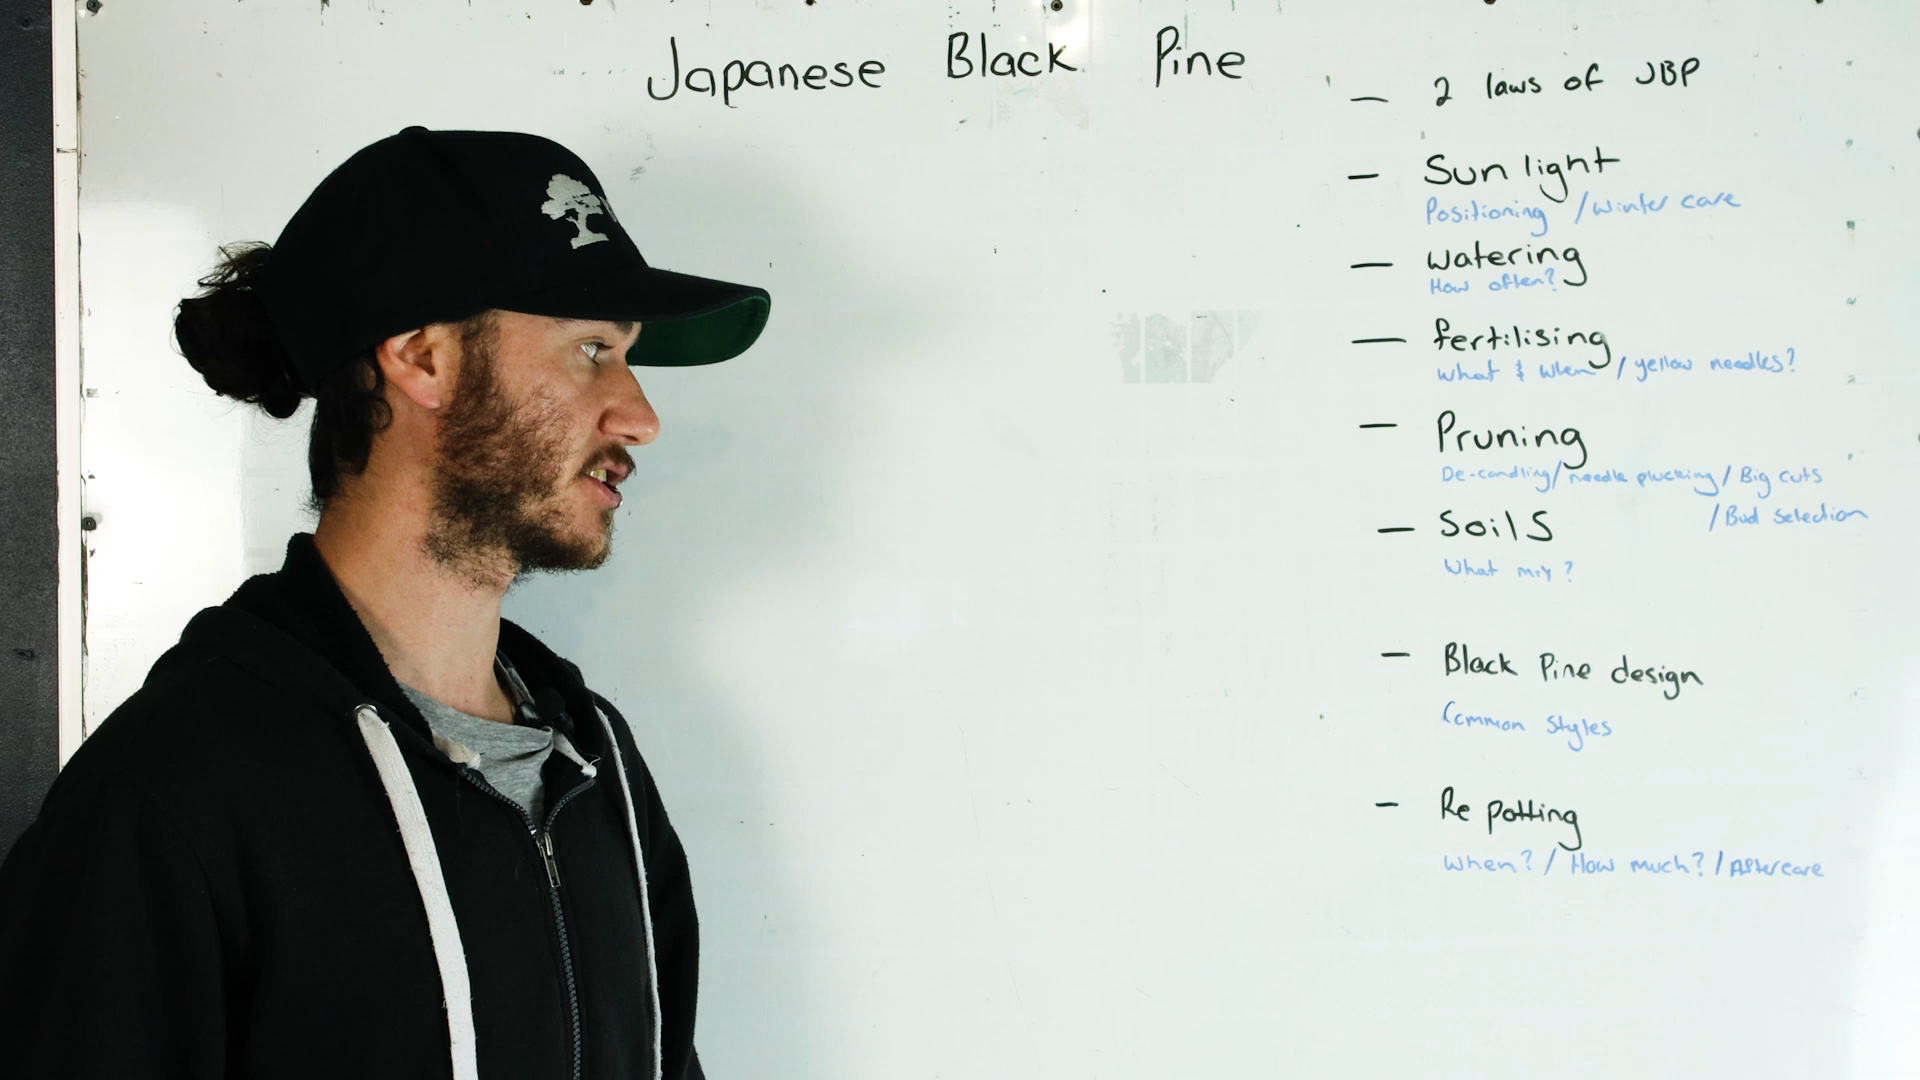 Japanese Black Pine
— 2 laws of JBP
— Sun light
Positioning / winter care
— watering
How often?
— fertilising
What & When / yellow needles?
— Pruning
De-candling / needle plucking / Big cuts
/ Bud Selection
— Soils
What mix?
— Black Pine design
Common Styles
— Re potting
When? / How much? / Aftercare